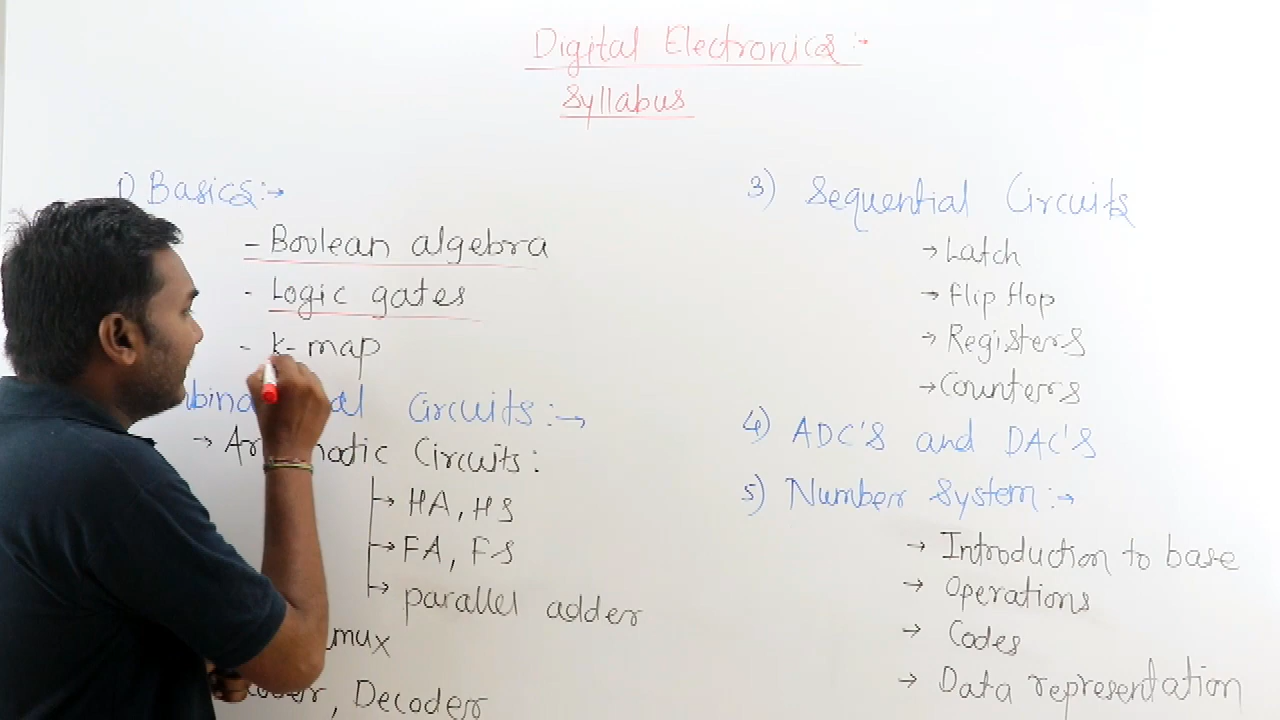 Digital Electronics :-
Syllabus
1) Basics :→
- Boolean algebra
- Logic gates
- K-map
Circuits :→
→ Circuits :
→ HA, HS
→ FA, FS
→ parallel adder
mux
, Decoder
3) Sequential Circuits
→ Latch
→ flip flop
→ Registers
→ Counters
4) ADC'S and DAC'S
5) Number System :→
→ Introduction to base
→ Operations
→ Codes
→ Data representation